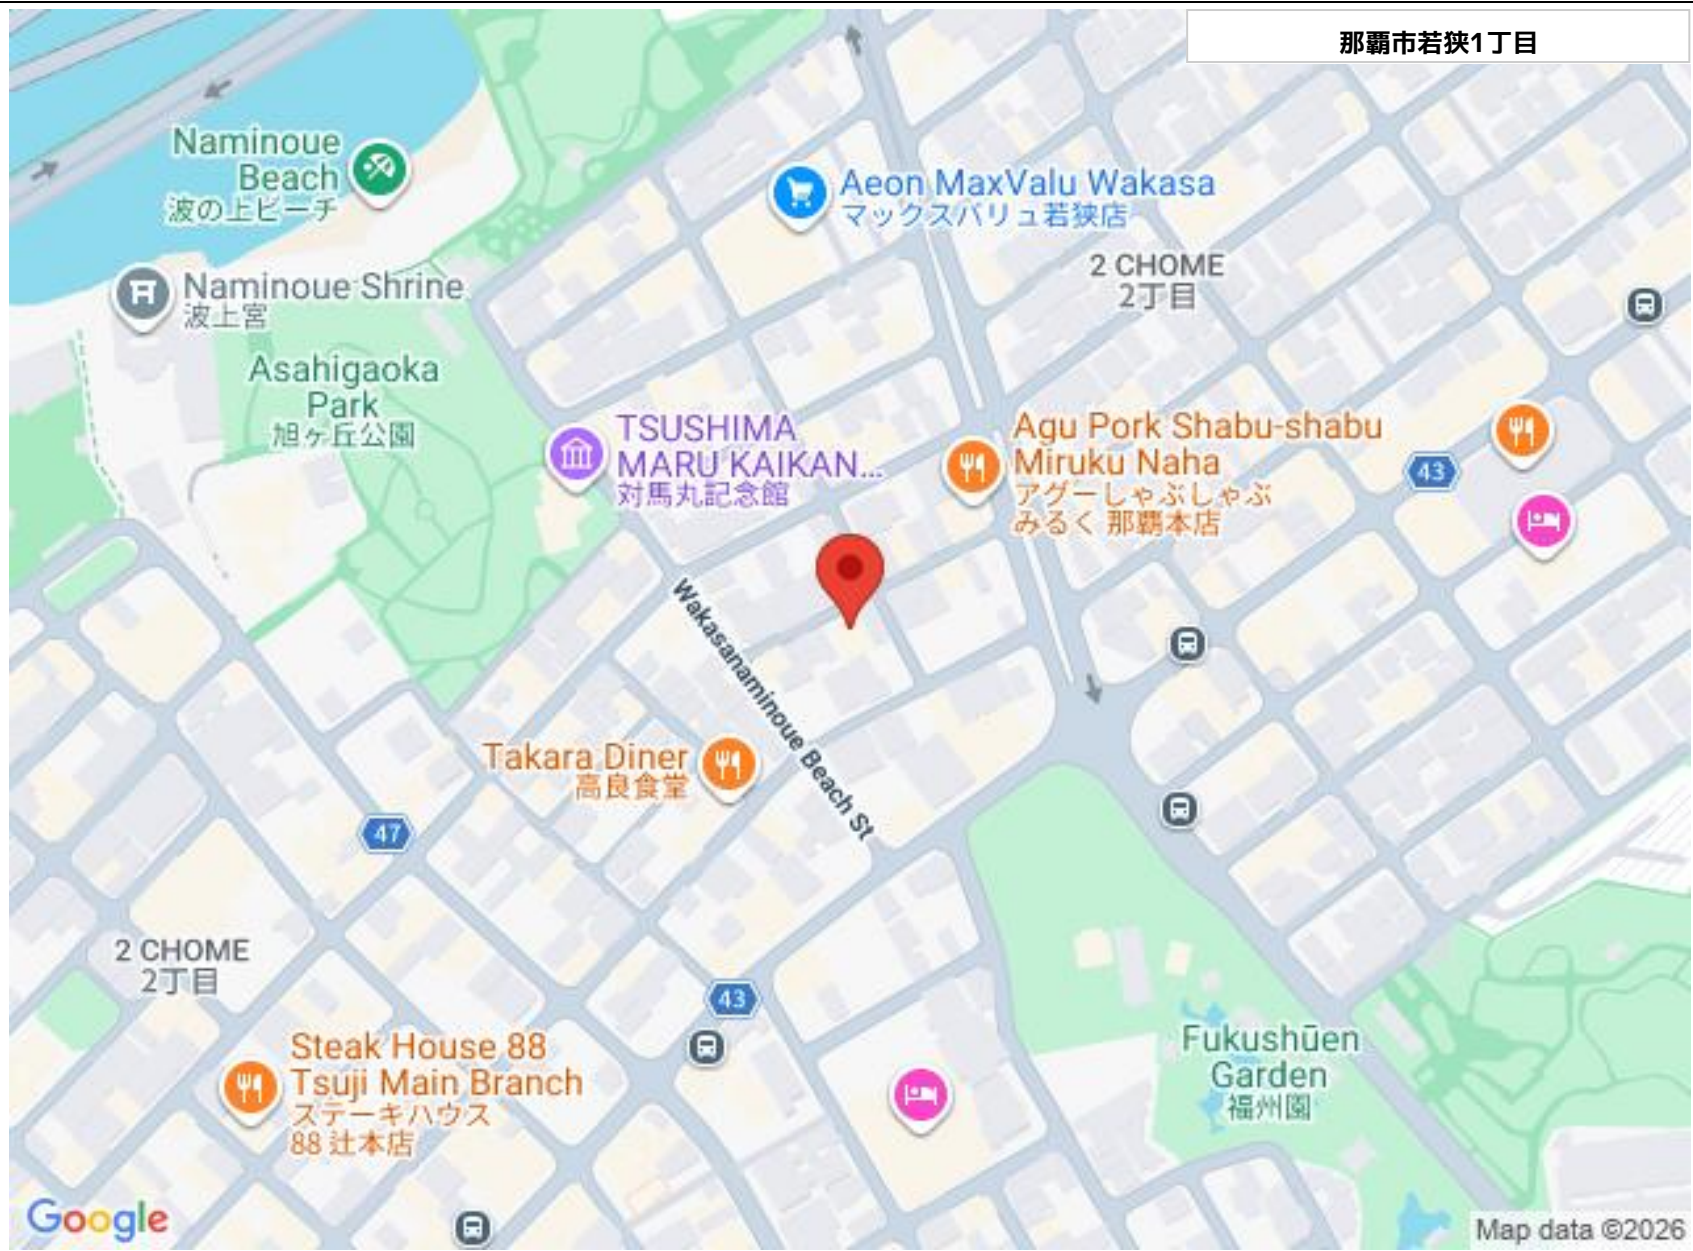 那覇市若狭1丁目
Naminoue
Beach
波の上ビーチ
Aeon MaxValu Wakasa
マックスバリュ若狭店
2 CHOME
2丁目
Naminoue Shrine
波上宮
Asahigaoka
Park
旭ヶ丘公園
TSUSHIMA
MARU KAIKAN...
対馬丸記念館
Agu Pork Shabu-shabu
Miruku Naha
アグーしゃぶしゃぶ
みるく 那覇本店
43
Wakasanaminoue Beach St
Takara Diner
高良食堂
47
2 CHOME
2丁目
43
Steak House 88
Tsuji Main Branch
ステーキハウス
88 辻本店
Fukushūen
Garden
福州園
Google
Map data ©2026